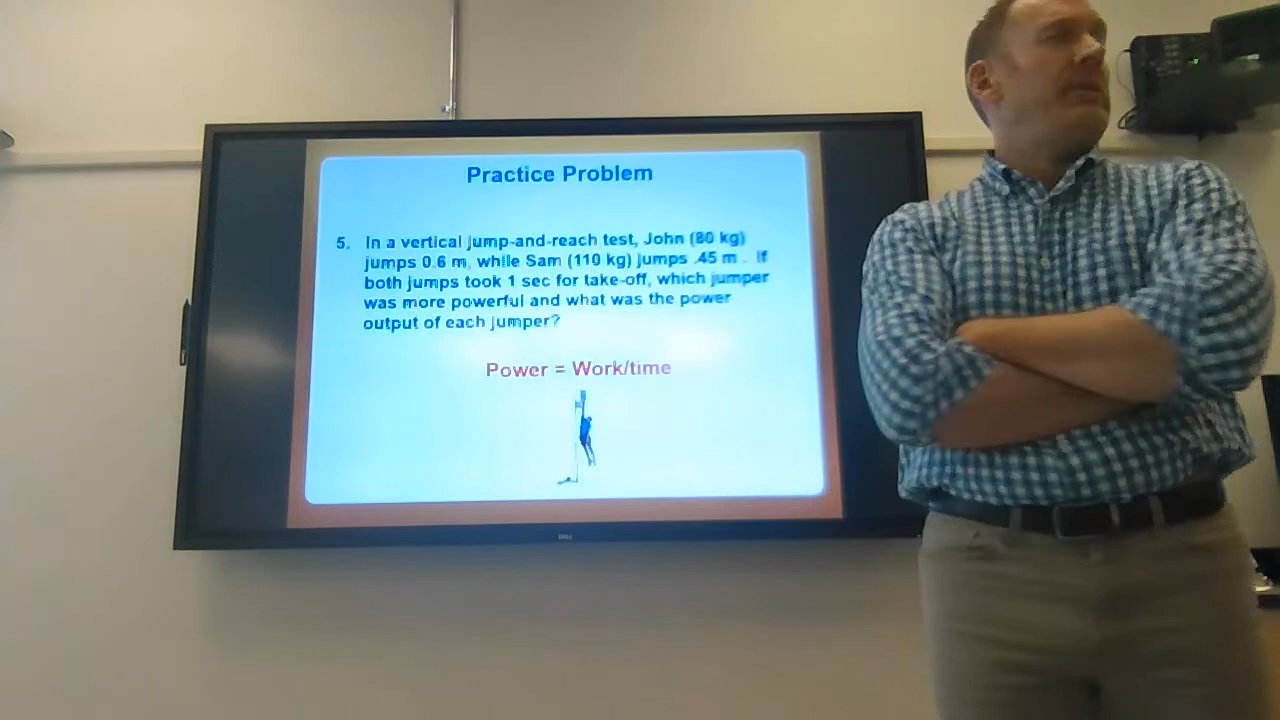 Practice Problem
5. In a vertical jump-and-reach test, John (80 kg)
jumps 0.6 m, while Sam (110 kg) jumps .45 m . If
both jumps took 1 sec for take-off, which jumper
was more powerful and what was the power
output of each jumper?
Power = Work/time
DELL